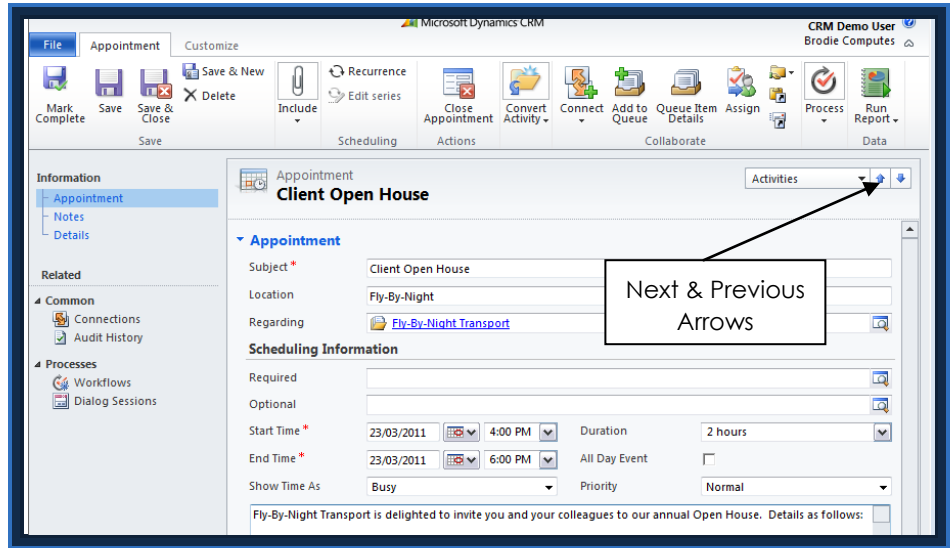 Microsoft Dynamics CRM
CRM Demo User
Brodie Computes
File Appointment Customize
Mark Complete
Save
Save & Close
Save & New
Delete
Save
Include
Recurrence
Edit series
Scheduling
Close Appointment
Convert Activity
Actions
Connect
Add to Queue
Queue Item Details
Assign
Collaborate
Process
Run Report
Data
Information
Appointment
Notes
Details
Related
Common
Connections
Audit History
Processes
Workflows
Dialog Sessions
Appointment
Client Open House
Activities
Next & Previous
Arrows
Appointment
Subject * Client Open House
Location Fly-By-Night
Regarding Fly-By-Night Transport
Scheduling Information
Required
Optional
Start Time * 23/03/2011 4:00 PM Duration 2 hours
End Time * 23/03/2011 6:00 PM All Day Event
Show Time As Busy Priority Normal
Fly-By-Night Transport is delighted to invite you and your colleagues to our annual Open House. Details as follows: